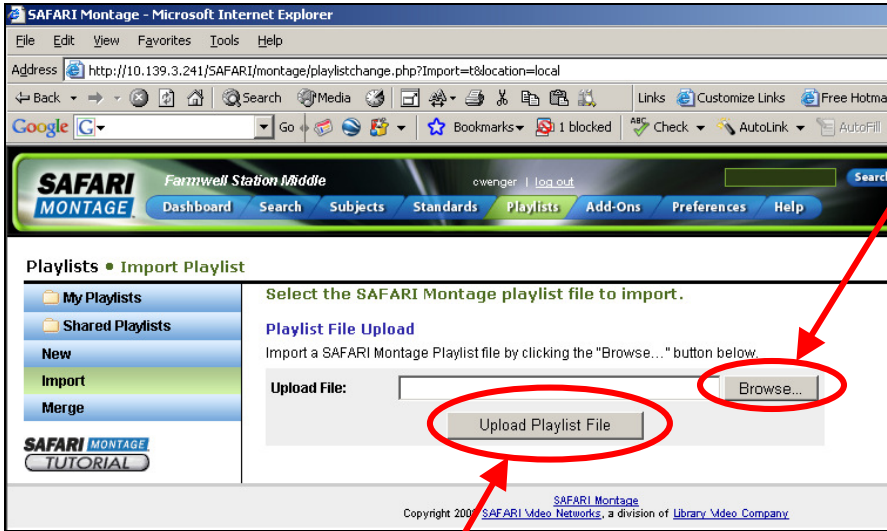 SAFARI Montage - Microsoft Internet Explorer
File Edit View Favorites Tools Help
Address http://10.139.3.241/SAFARI/montage/playlistchange.php?Import=t&location=local
Back Search Media Links Customize Links Free Hotma
Google G Go Bookmarks 1 blocked ABC Check AutoLink AutoFill
SAFARI MONTAGE Farmwell Station Middle cwenger | log out Search
Dashboard Search Subjects Standards Playlists Add-Ons Preferences Help
Playlists • Import Playlist
My Playlists
Shared Playlists
New
Import
Merge
SAFARI MONTAGE
TUTORIAL
Select the SAFARI Montage playlist file to import.
Playlist File Upload
Import a SAFARI Montage Playlist file by clicking the "Browse..." button below.
Upload File: Browse...
Upload Playlist File
SAFARI Montage
Copyright SAFARI Video Networks, a division of Library Video Company